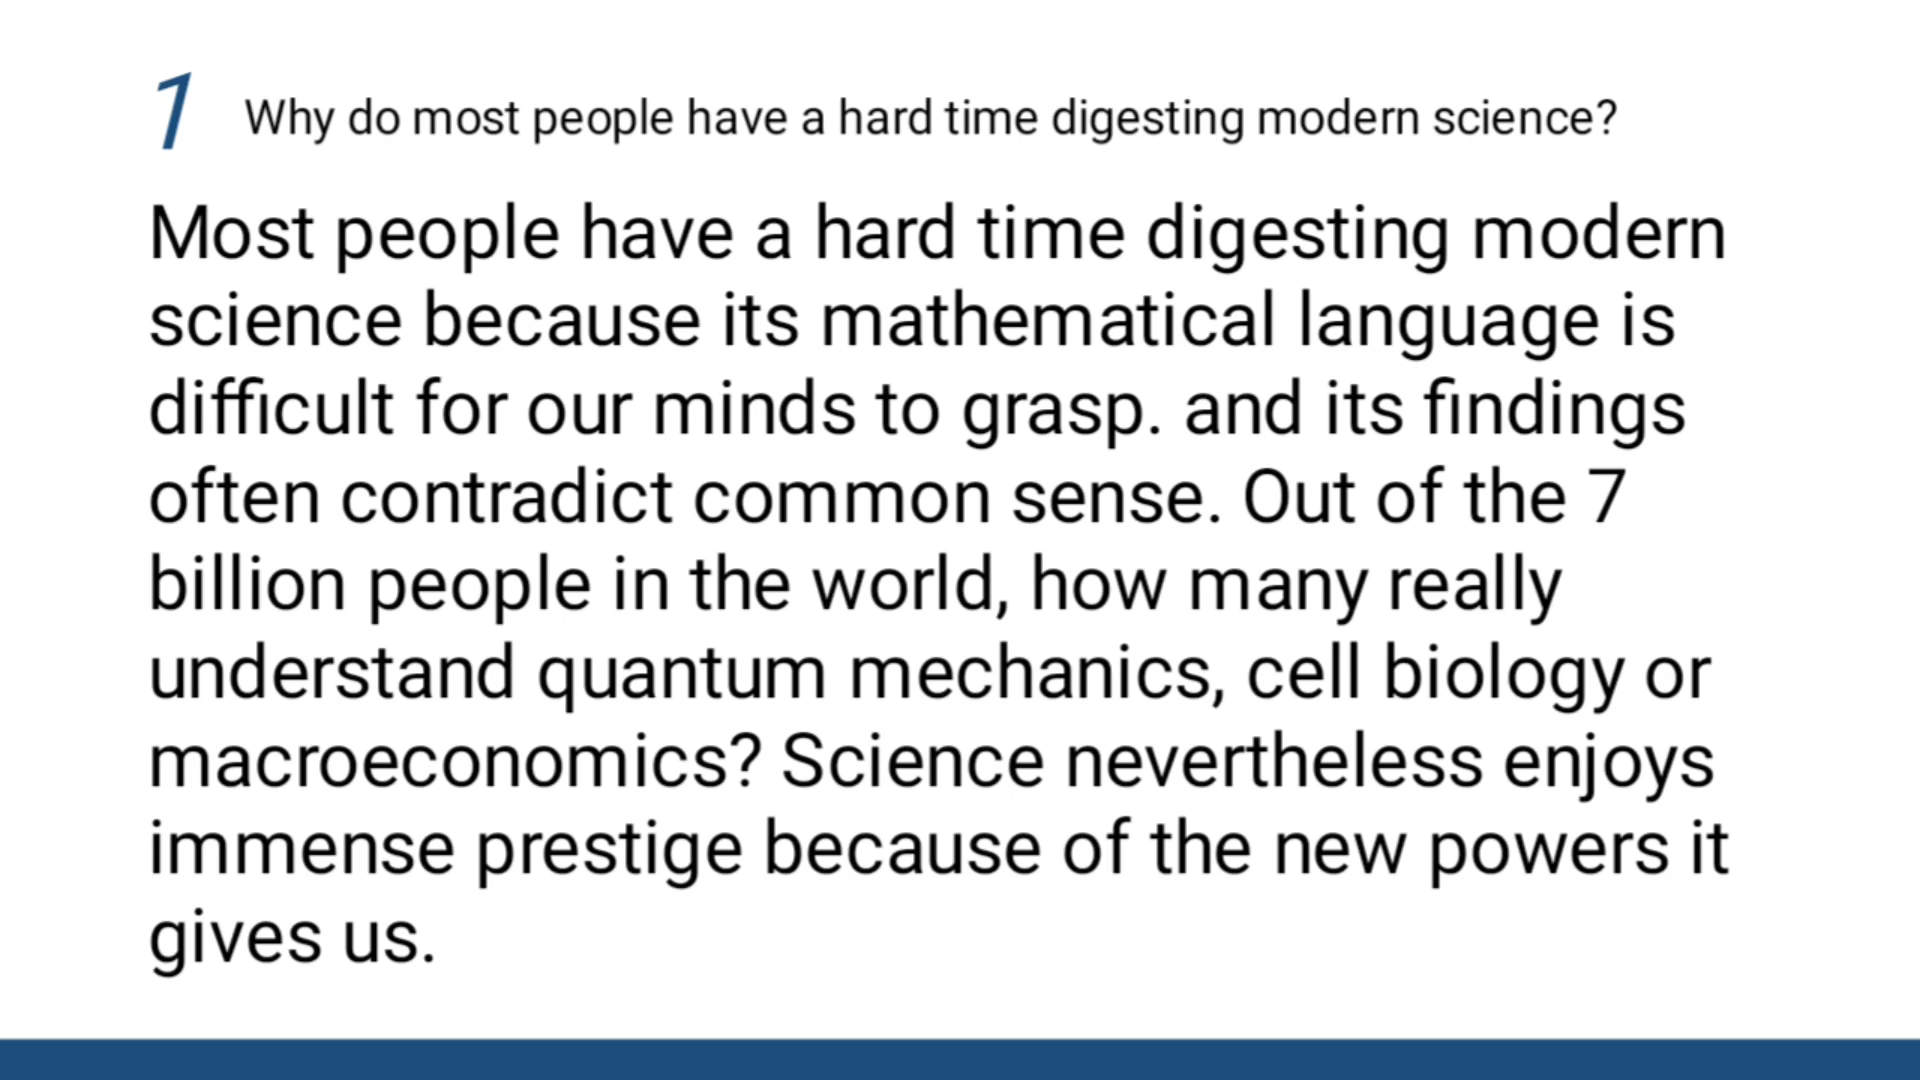 1 Why do most people have a hard time digesting modern science?
Most people have a hard time digesting modern
science because its mathematical language is
difficult for our minds to grasp. and its findings
often contradict common sense. Out of the 7
billion people in the world, how many really
understand quantum mechanics, cell biology or
macroeconomics? Science nevertheless enjoys
immense prestige because of the new powers it
gives us.